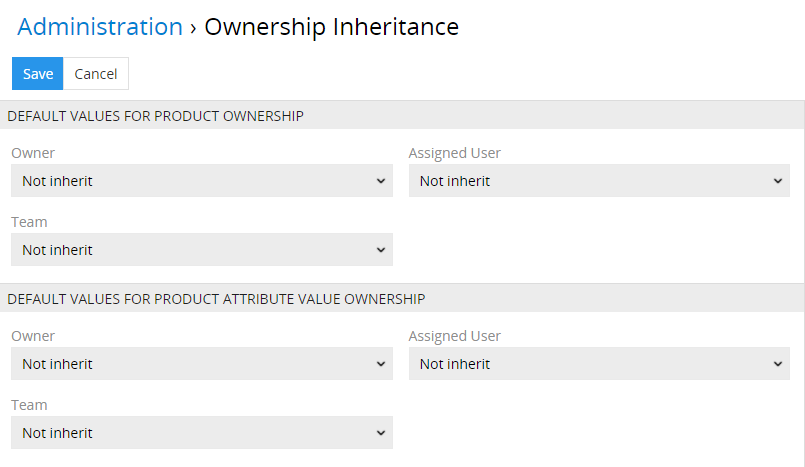 Administration › Ownership Inheritance
Save Cancel
DEFAULT VALUES FOR PRODUCT OWNERSHIP
Owner Assigned User
Not inherit Not inherit
Team
Not inherit
DEFAULT VALUES FOR PRODUCT ATTRIBUTE VALUE OWNERSHIP
Owner Assigned User
Not inherit Not inherit
Team
Not inherit